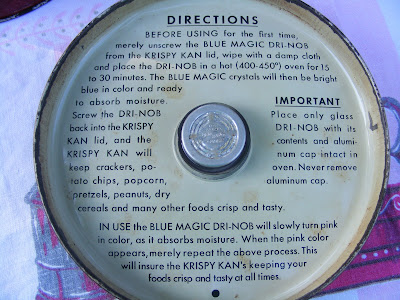 DIRECTIONS
BEFORE USING for the first time,
merely unscrew the BLUE MAGIC DRI-NOB
from the KRISPY KAN lid, wipe with a damp cloth
and place the DRI-NOB in a hot (400-450°) oven for 15
to 30 minutes. The BLUE MAGIC crystals will then be bright
blue in color and ready
to absorb moisture.
Screw the DRI-NOB
back into the KRISPY
KAN lid, and the
KRISPY KAN will
keep crackers, po-
tato chips, popcorn,
pretzels, peanuts, dry
cereals and many other foods crisp and tasty.
IMPORTANT
Place only glass
DRI-NOB with its
contents and alumi-
num cap intact in
oven. Never remove
aluminum cap.
IN USE the BLUE MAGIC DRI-NOB will slowly turn pink
in color, as it absorbs moisture. When the pink color
appears, merely repeat the above process. This
will insure the KRISPY KAN's keeping your
foods crisp and tasty at all times.